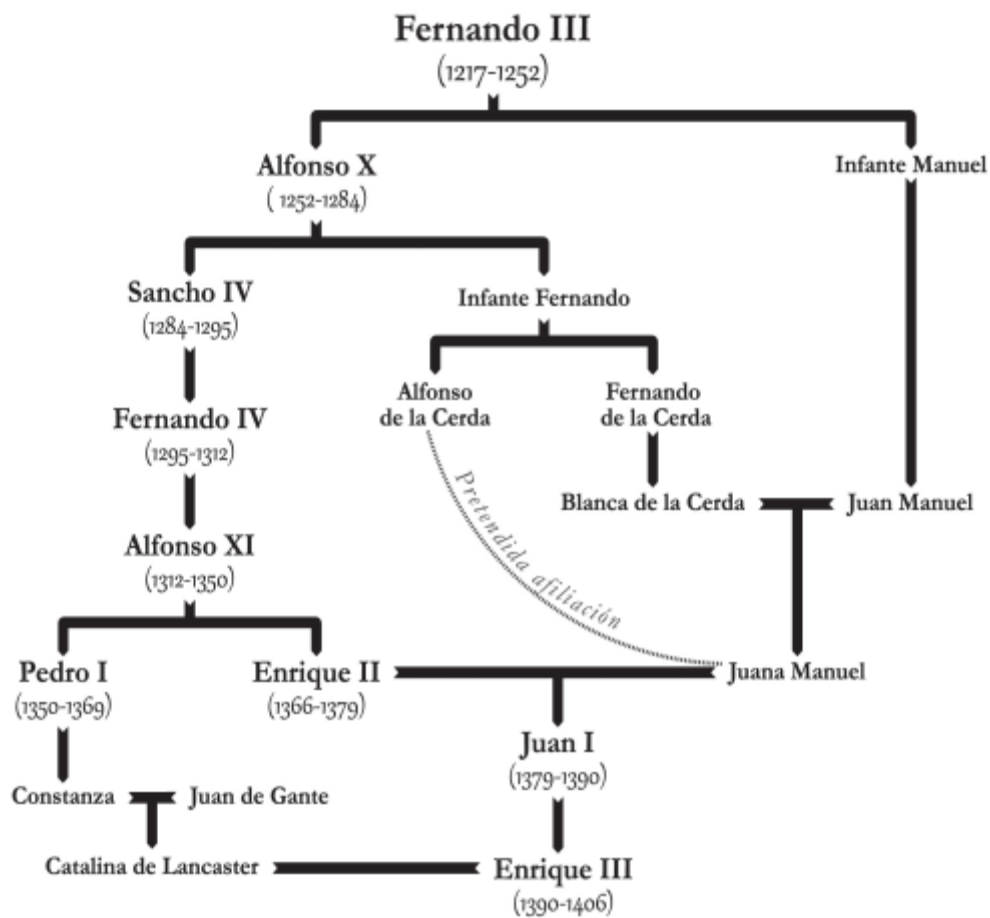 Fernando III
(1217-1252)
Alfonso X
( 1252-1284)
Infante Manuel
Sancho IV
(1284-1295)
Infante Fernando
Alfonso
de la Cerda
Fernando
de la Cerda
Fernando IV
(1295-1312)
Pretendida afiliación
Blanca de la Cerda
Juan Manuel
Alfonso XI
(1312-1350)
Pedro I
(1350-1369)
Enrique II
(1366-1379)
Juana Manuel
Juan I
(1379-1390)
Constanza
Juan de Gante
Catalina de Lancaster
Enrique III
(1390-1406)